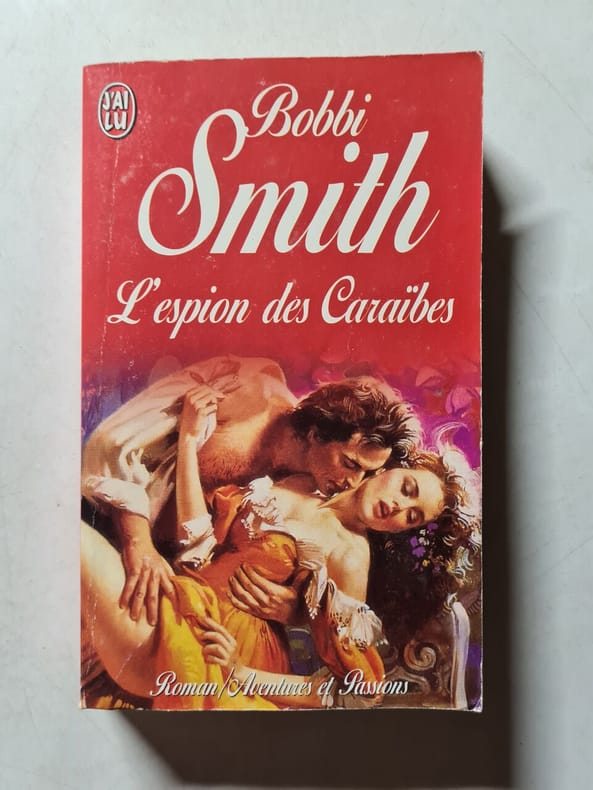 J'AI
LU
Bobbi
Smith
L'espion des Caraïbes
Roman/Aventures et Passions